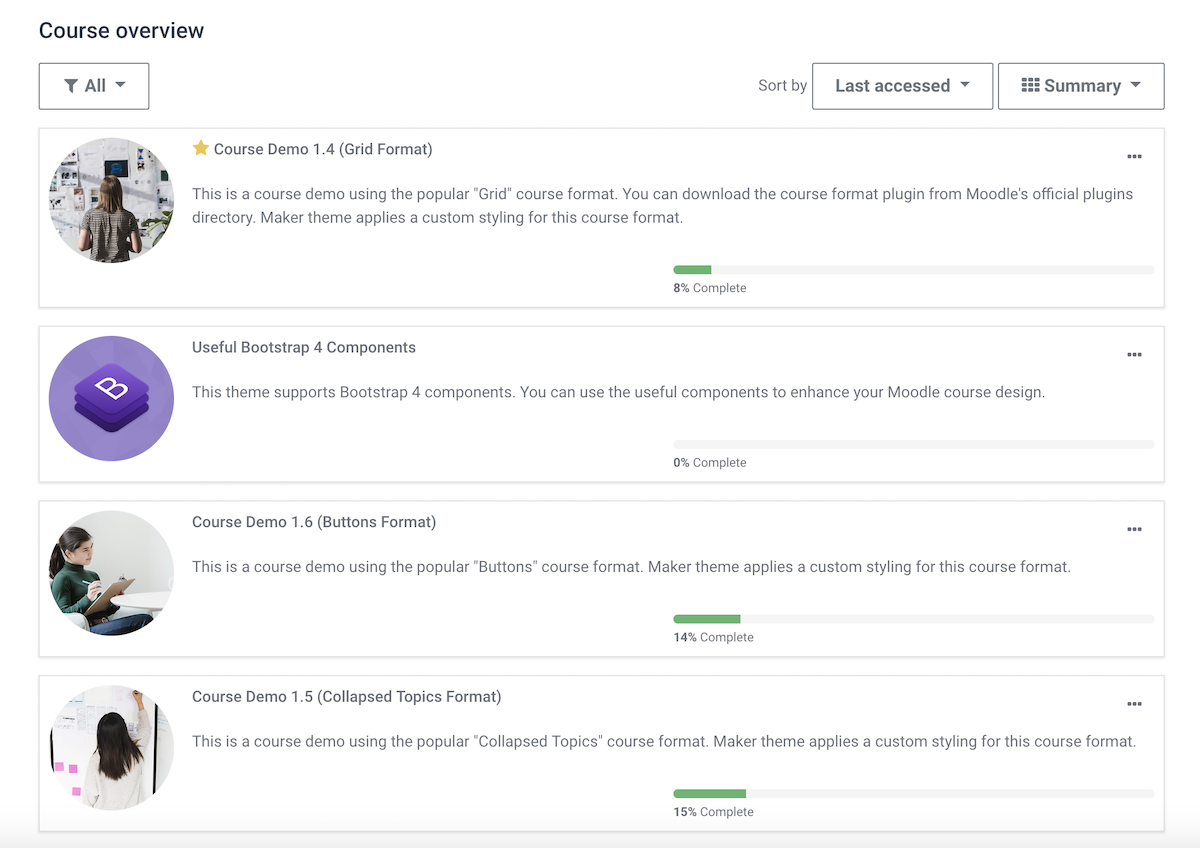 Course overview
All
Sort by
Last accessed
Summary
Course Demo 1.4 (Grid Format)
This is a course demo using the popular "Grid" course format. You can download the course format plugin from Moodle's official plugins
directory. Maker theme applies a custom styling for this course format.
8% Complete
Useful Bootstrap 4 Components
This theme supports Bootstrap 4 components. You can use the useful components to enhance your Moodle course design.
B
0% Complete
Course Demo 1.6 (Buttons Format)
This is a course demo using the popular "Buttons" course format. Maker theme applies a custom styling for this course format.
14% Complete
Course Demo 1.5 (Collapsed Topics Format)
This is a course demo using the popular "Collapsed Topics" course format. Maker theme applies a custom styling for this course format.
15% Complete